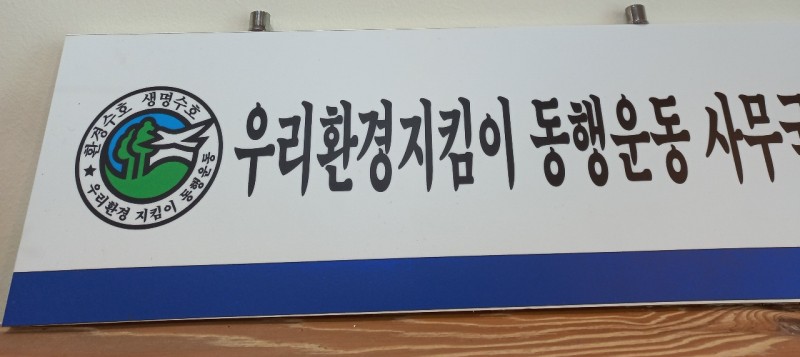 환경수호 생명수호
우리환경 지킴이 동행운동
우리환경지킴이 동행운동 사무국